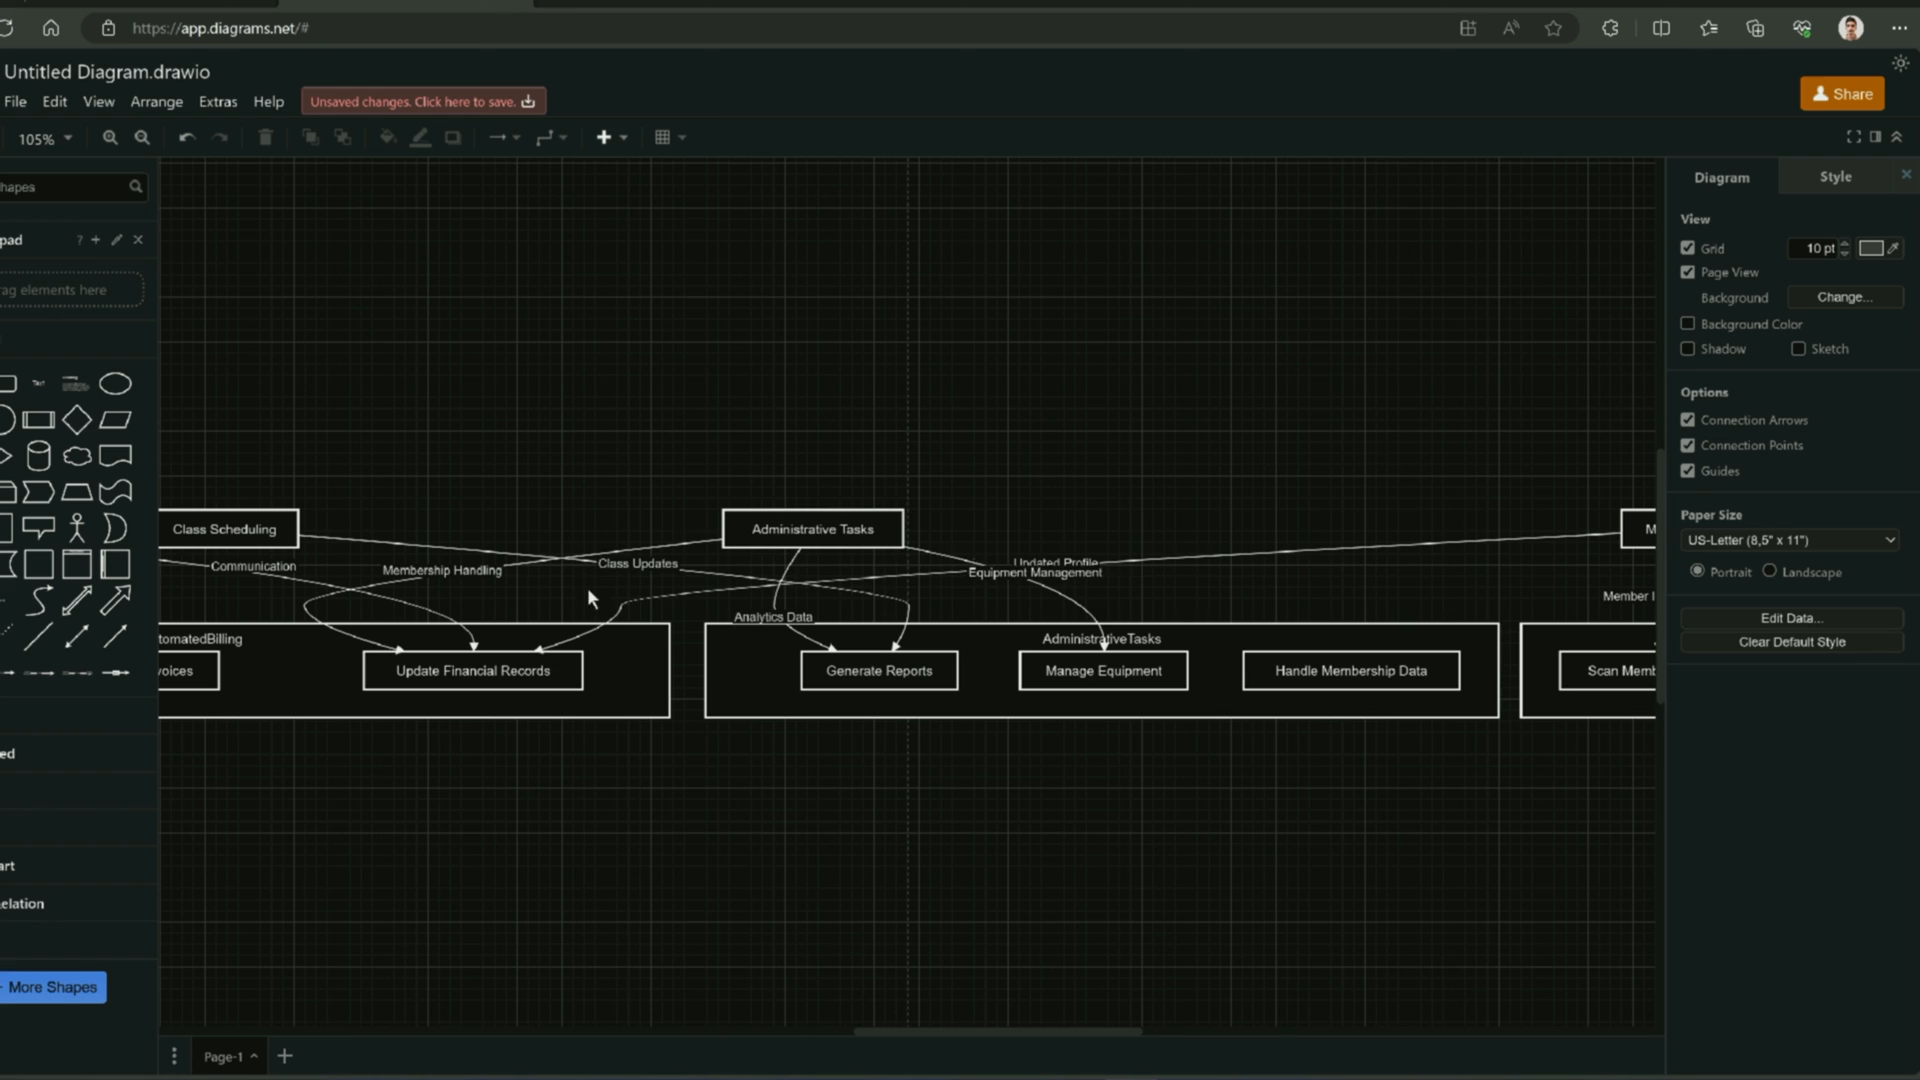 https://app.diagrams.net/#
Untitled Diagram.drawio
File Edit View Arrange Extras Help
Unsaved changes. Click here to save.
Share
105%
hapes
pad
? + 
rag elements here
ed
art
elation
More Shapes
Class Scheduling
Administrative Tasks
M
Communication
Membership Handling
Class Updates
Updated Profile
Equipment Management
Member I
Analytics Data
tomatedBilling
AdministrativeTasks
voices
Update Financial Records
Generate Reports
Manage Equipment
Handle Membership Data
Scan Memb
Page-1
Diagram
Style
View
Grid
10 pt
Page View
Background
Change...
Background Color
Shadow
Sketch
Options
Connection Arrows
Connection Points
Guides
Paper Size
US-Letter (8,5" x 11")
Portrait
Landscape
Edit Data...
Clear Default Style